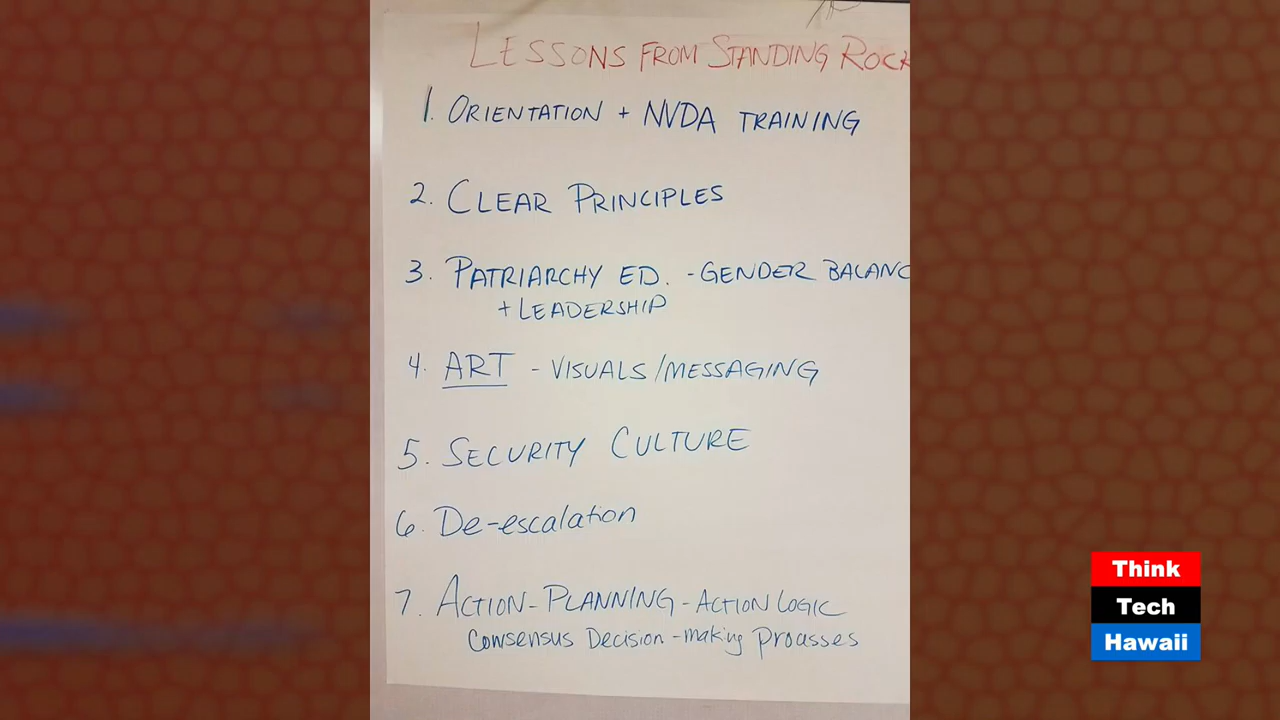 LESSONS FROM STANDING ROCK
1. ORIENTATION + NVDA TRAINING
2. CLEAR PRINCIPLES
3. PATRIARCHY ED. - GENDER BALANC
+ LEADERSHIP
4. ART - VISUALS/MESSAGING
5. SECURITY CULTURE
6. De-escalation
7. ACTION - PLANNING - ACTION LOGIC
Consensus Decision-making processes
Think
Tech
Hawaii